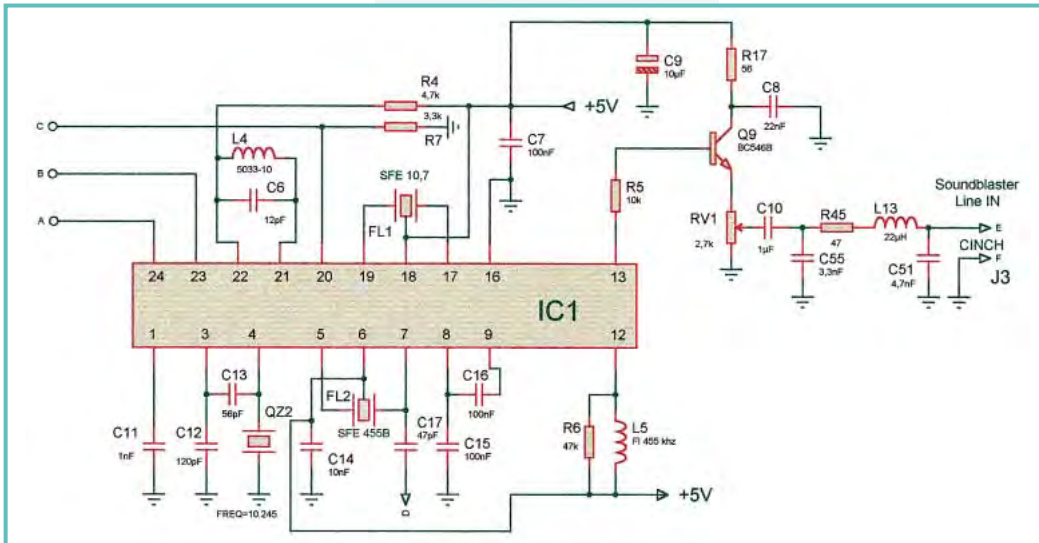 R4
4,7k
3,3k
R7
+5V
C9
10µF
R17
56
C8
22nF
Q9
BC546B
C
B
A
L4
5033-10
C6
12pF
SFE 10,7
FL1
C7
100nF
R5
10k
RV1
2,7k
C10
1µF
R45
47
L13
22µH
Soundblaster
Line IN
E
CINCH
F
J3
C55
3,3nF
C51
4,7nF
24 23 22 21 20 19 18 17 16 13
IC1
1 3 4 5 6 7 8 9 12
C13
56pF
QZ2
FL2
SFE 455B
C16
100nF
C11
1nF
C12
120pF
C14
10nF
C17
47pF
C15
100nF
R6
47k
L5
FI 455 khz
+5V
FREQ=10.245
D